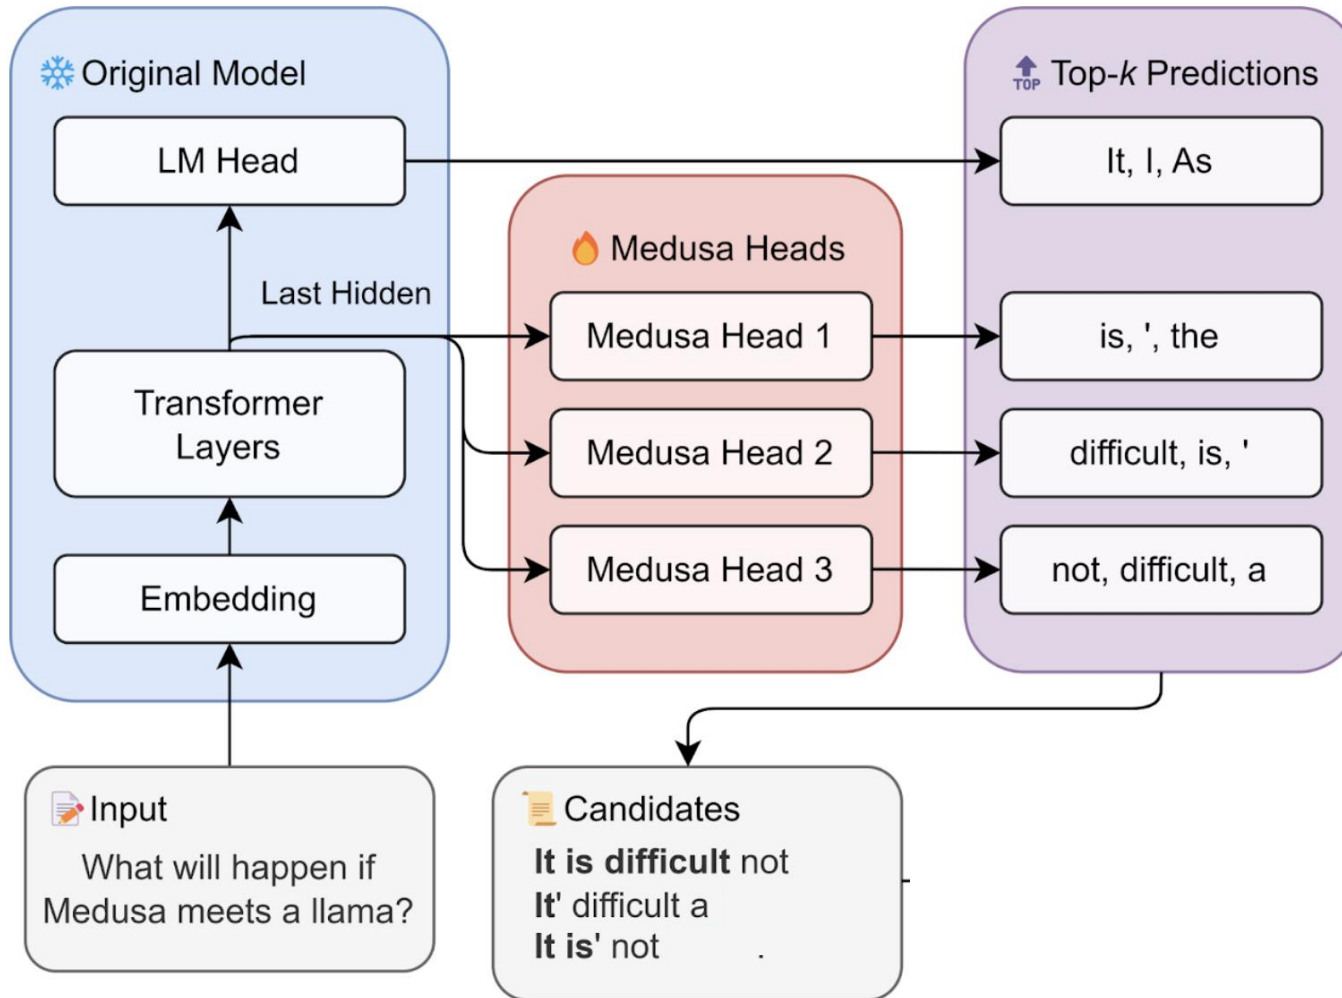 Original Model
LM Head
Last Hidden
Transformer
Layers
Embedding
Medusa Heads
Medusa Head 1
Medusa Head 2
Medusa Head 3
TOP
Top-k Predictions
It, I, As
is, ', the
difficult, is, '
not, difficult, a
Input
What will happen if
Medusa meets a llama?
Candidates
It is difficult not
It' difficult a
It is' not .